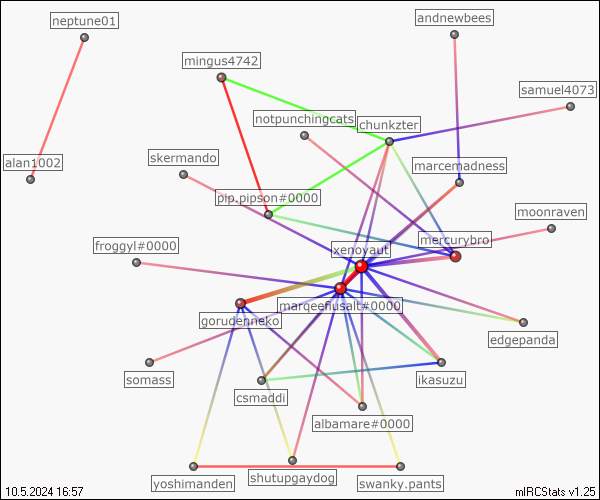 neptune01
andnewbees
mingus4742
samuel4073
notpunchingcats
chunkzter
alan1002
skermando
marcemadness
pip.pipson#0000
moonraven
froggyl#0000
xenoyaut
mercurybro
marqeeflusalt#0000
gorudenneko
edgepanda
somass
ikasuzu
csmaddi
albamare#0000
yoshimanden
shutupgaydog
swanky.pants
10.5.2024 16:57
mIRCStats v1.25